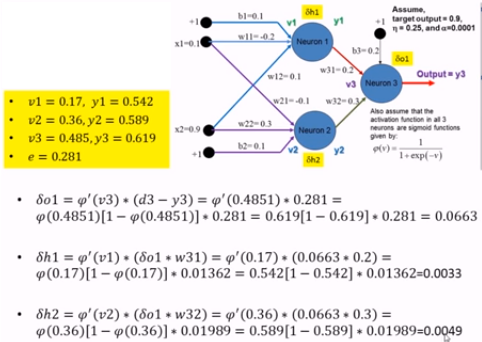 Assume,
target output = 0.9,
η = 0.25, and α=0.0001
+1
b1=0.1
v1
δh1
y1
x1=0.1
w11= -0.2
Neuron 1
+1
b3=0.2
δo1
w12= 0.1
w31= 0.2
v3
Neuron 3
Output = y3
w21= -0.1
w32= 0.3
x2=0.9
w22= 0.3
Neuron 2
+1
b2= 0.1
v2
δh2
y2
Also assume that the
activation function in all 3
neurons are sigmoid functions
given by:
φ(v) = 1 / 1 + exp(−v)
• v1 = 0.17, y1 = 0.542
• v2 = 0.36, y2 = 0.589
• v3 = 0.485, y3 = 0.619
• e = 0.281
• δo1 = φ′(v3) ∗ (d3 − y3) = φ′(0.4851) ∗ 0.281 =
φ(0.4851)[1 − φ(0.4851)] ∗ 0.281 = 0.619[1 − 0.619] ∗ 0.281 = 0.0663
• δh1 = φ′(v1) ∗ (δo1 ∗ w31) = φ′(0.17) ∗ (0.0663 ∗ 0.2) =
φ(0.17)[1 − φ(0.17)] ∗ 0.01362 = 0.542[1 − 0.542] ∗ 0.01362=0.0033
• δh2 = φ′(v2) ∗ (δo1 ∗ w32) = φ′(0.36) ∗ (0.0663 ∗ 0.3) =
φ(0.36)[1 − φ(0.36)] ∗ 0.01989 = 0.589[1 − 0.589] ∗ 0.01989=0.0049